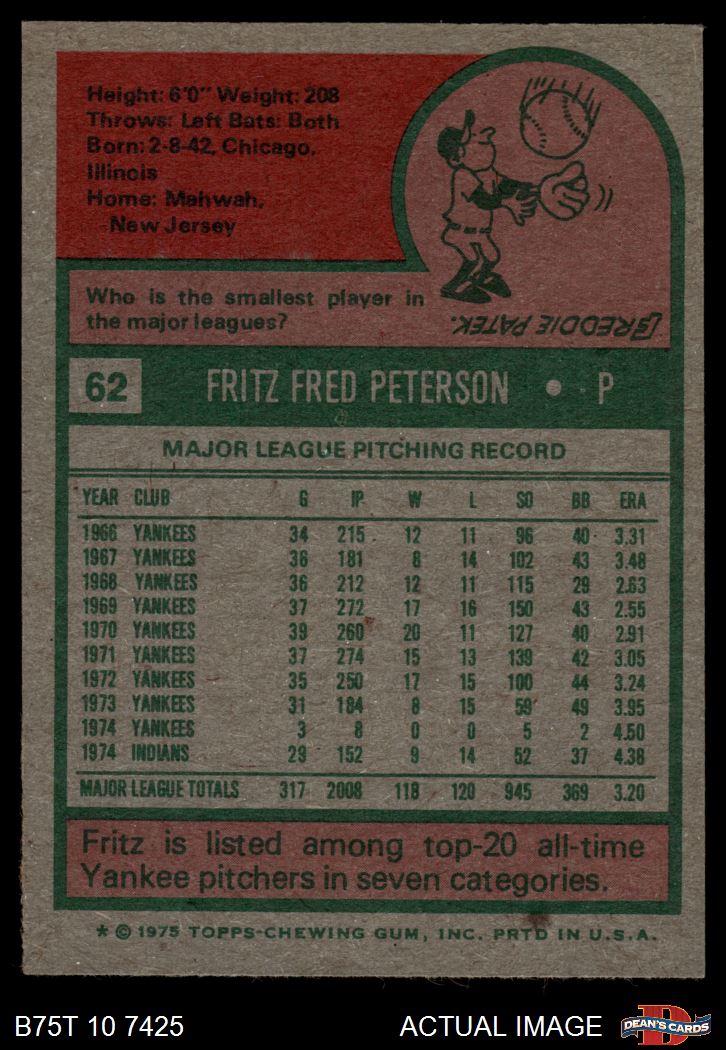 Height: 6'0" Weight: 208
Throws: Left Bats: Both
Born: 2-8-42, Chicago,
Illinois
Home: Mahwah,
New Jersey
Who is the smallest player in
the major leagues?
FREDDIE PATEK.
62 FRITZ FRED PETERSON • P
MAJOR LEAGUE PITCHING RECORD
YEAR CLUB G IP W L SO BB ERA
1966 YANKEES 34 215 12 11 96 40 3.31
1967 YANKEES 36 181 8 14 102 43 3.48
1968 YANKEES 36 212 12 11 115 29 2.63
1969 YANKEES 37 272 17 16 150 43 2.55
1970 YANKEES 39 260 20 11 127 40 2.91
1971 YANKEES 37 274 15 13 139 42 3.05
1972 YANKEES 35 250 17 15 100 44 3.24
1973 YANKEES 31 184 8 15 59 49 3.95
1974 YANKEES 3 8 0 0 5 2 4.50
1974 INDIANS 29 152 9 14 52 37 4.38
MAJOR LEAGUE TOTALS 317 2008 118 120 945 369 3.20
Fritz is listed among top-20 all-time
Yankee pitchers in seven categories.
* © 1975 TOPPS-CHEWING GUM, INC. PRTD IN U.S.A.
B75T 10 7425 ACTUAL IMAGE D DEAN'S CARDS